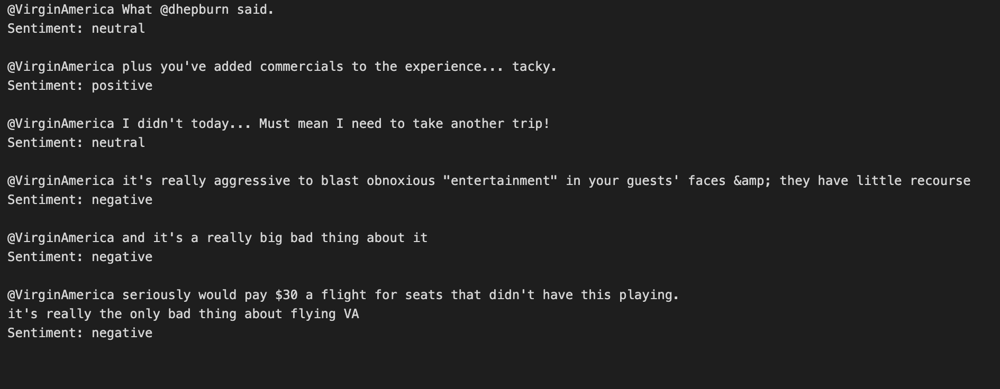 @VirginAmerica What @dhepburn said.
Sentiment: neutral
@VirginAmerica plus you've added commercials to the experience... tacky.
Sentiment: positive
@VirginAmerica I didn't today... Must mean I need to take another trip!
Sentiment: neutral
@VirginAmerica it's really aggressive to blast obnoxious "entertainment" in your guests' faces &amp; they have little recourse
Sentiment: negative
@VirginAmerica and it's a really big bad thing about it
Sentiment: negative
@VirginAmerica seriously would pay $30 a flight for seats that didn't have this playing.
it's really the only bad thing about flying VA
Sentiment: negative